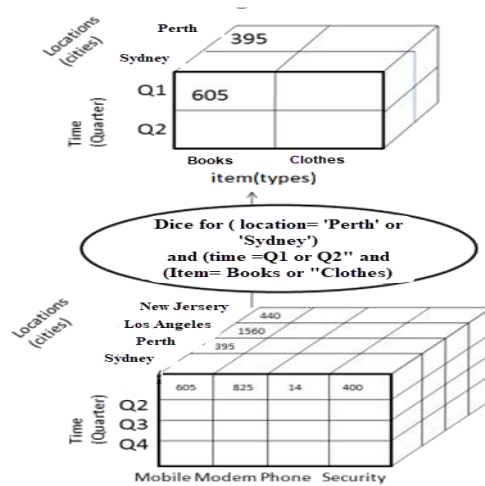 Locations
(cities)
Perth
395
Sydney
Time
(Quarter)
Q1
605
Q2
Books Clothes
item(types)
Dice for ( location= 'Perth' or
'Sydney')
and (time =Q1 or Q2" and
(Item= Books or "Clothes)
Locations
(cities)
New Jersery 440
Los Angeles 1560
Perth 395
Sydney
605 825 14 400
Time
(Quarter)
Q2
Q3
Q4
Mobile Modem Phone Security